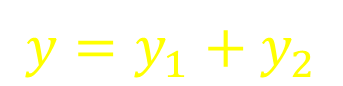 y = y₁ + y₂